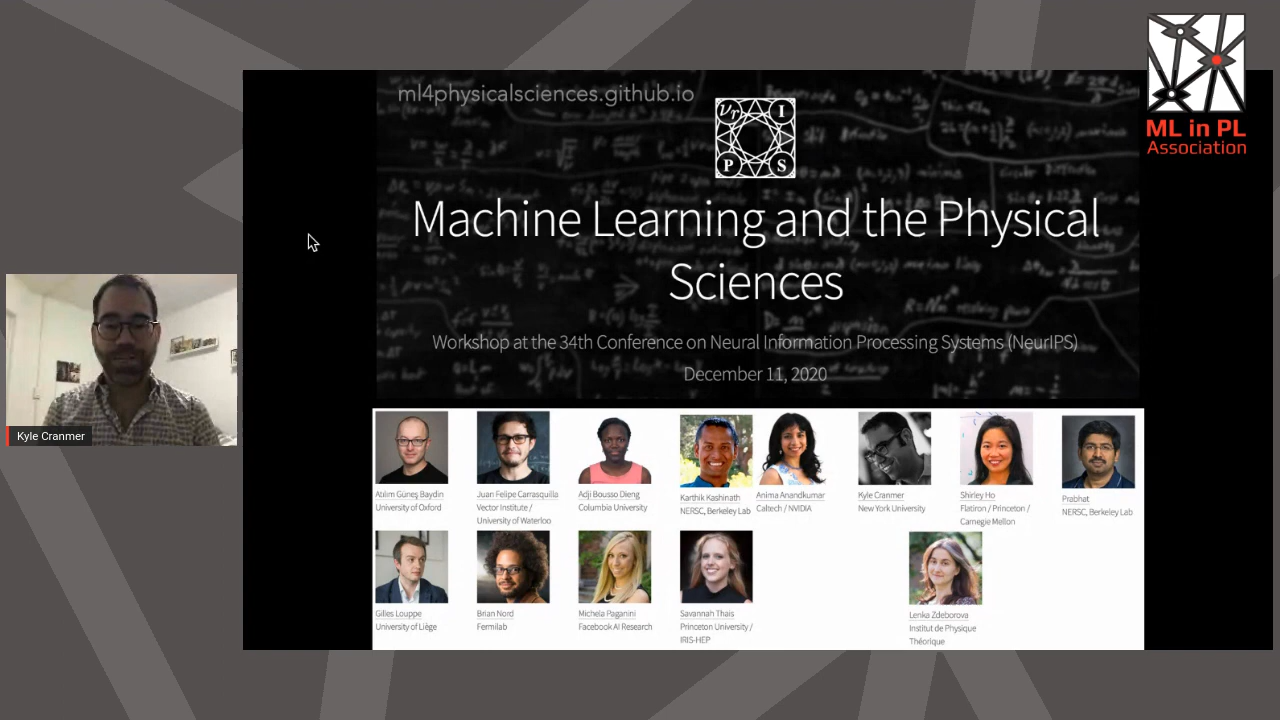 ml4physicalsciences.github.io
I
P
S
Machine Learning and the Physical
Sciences
Workshop at the 34th Conference on Neural Information Processing Systems (NeurIPS)
December 11, 2020
ML in PL
Association
Kyle Cranmer
Atılım Güneş Baydin
University of Oxford
Juan Felipe Carrasquilla
Vector Institute /
University of Waterloo
Adji Bousso Dieng
Columbia University
Karthik Kashinath
NERSC, Berkeley Lab
Anima Anandkumar
Caltech / NVIDIA
Kyle Cranmer
New York University
Shirley Ho
Flatiron / Princeton /
Carnegie Mellon
Prabhat
NERSC, Berkeley Lab
Gilles Louppe
University of Liège
Brian Nord
Fermilab
Michela Paganini
Facebook AI Research
Savannah Thais
Princeton University /
IRIS-HEP
Lenka Zdeborova
Institut de Physique
Théorique